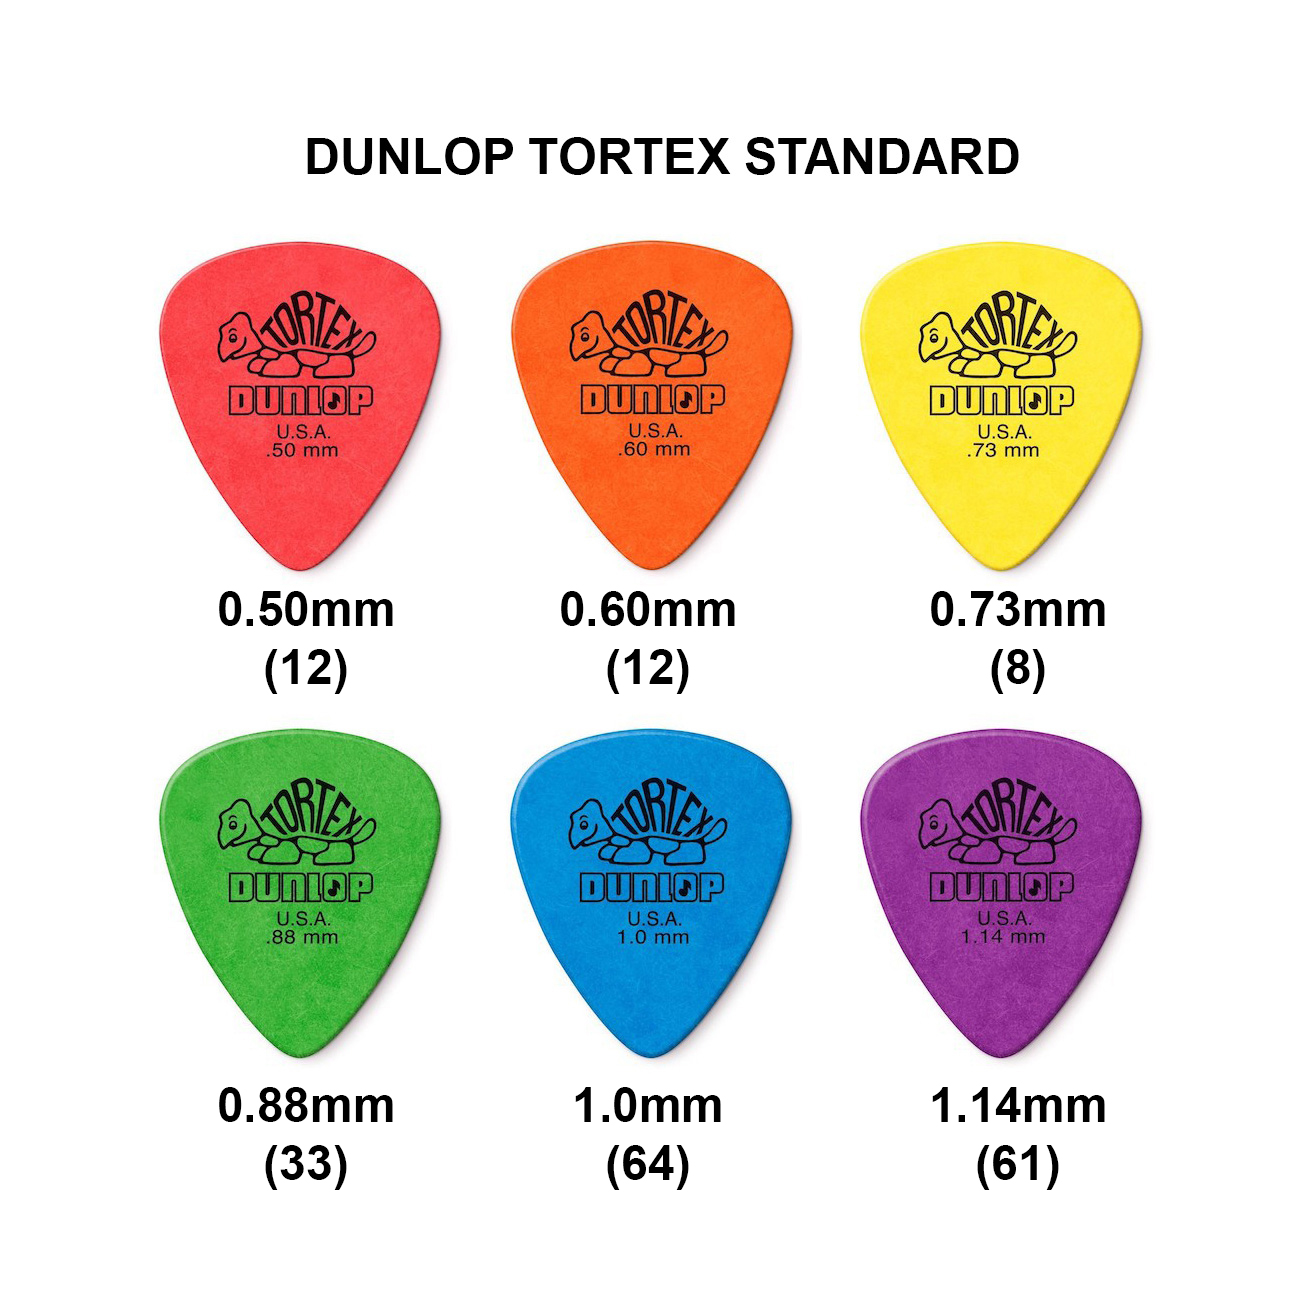 DUNLOP TORTEX STANDARD
TORTEX
DUNLOP
U.S.A.
.50 mm
TORTEX
DUNLOP
U.S.A.
.60 mm
TORTEX
DUNLOP
U.S.A.
.73 mm
0.50mm
(12)
0.60mm
(12)
0.73mm
(8)
TORTEX
DUNLOP
U.S.A.
.88 mm
TORTEX
DUNLOP
U.S.A.
1.0 mm
TORTEX
DUNLOP
U.S.A.
1.14 mm
0.88mm
(33)
1.0mm
(64)
1.14mm
(61)